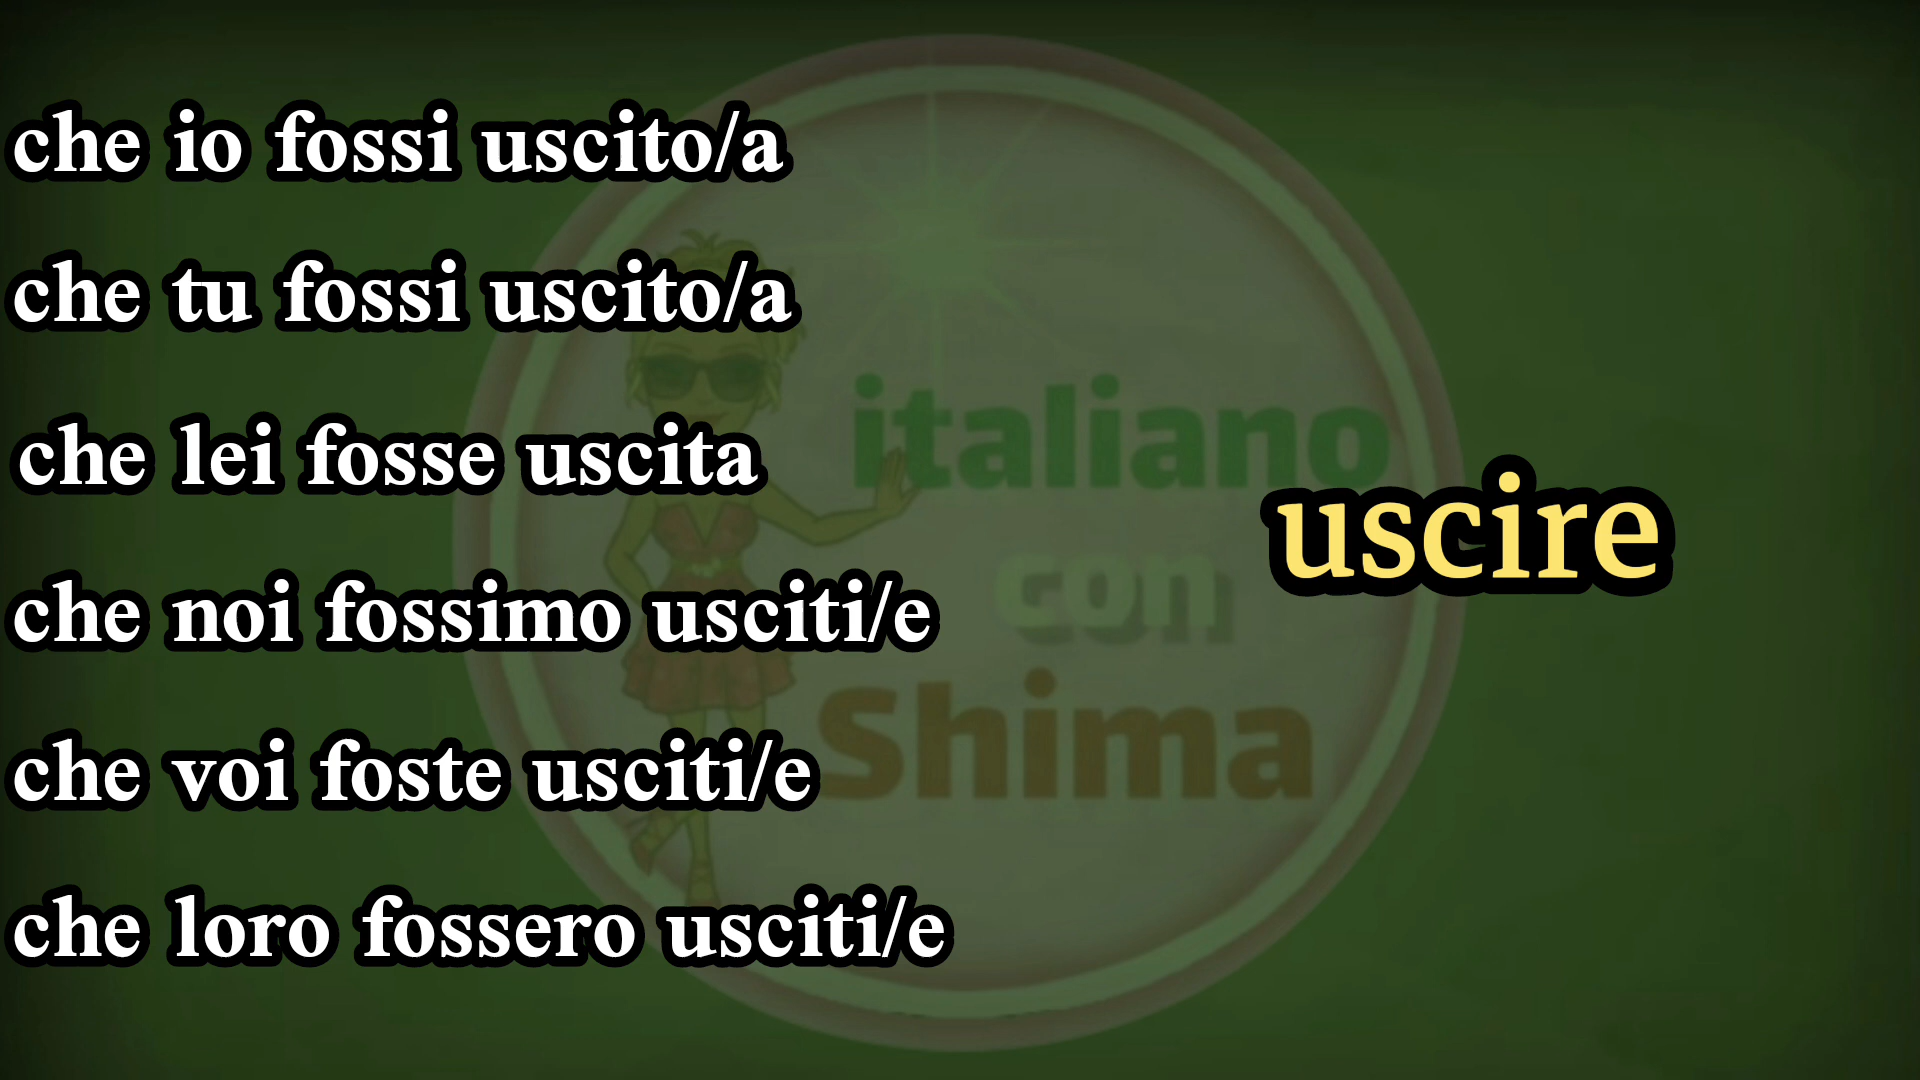 che io fossi uscito/a
che tu fossi uscito/a
che lei fosse uscita
che noi fossimo usciti/e
che voi foste usciti/e
che loro fossero usciti/e
uscire
italiano
con
Shima